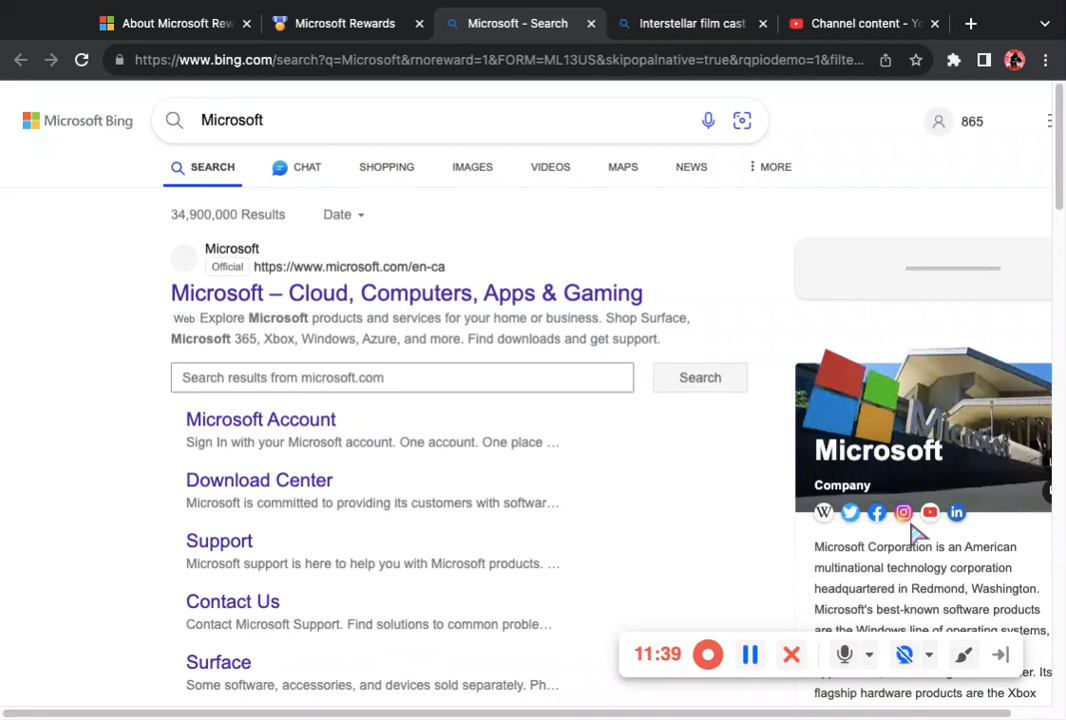 About Microsoft Rew
Microsoft Rewards
Microsoft - Search
Interstellar film cast
Channel content - Yo
https://www.bing.com/search?q=Microsoft&rnoreward=1&FORM=ML13US&skipopalnative=true&rqpiodemo=1&filte...
Microsoft Bing
Microsoft
865
SEARCH
CHAT
SHOPPING
IMAGES
VIDEOS
MAPS
NEWS
MORE
34,900,000 Results
Date
Microsoft
Official https://www.microsoft.com/en-ca
Microsoft – Cloud, Computers, Apps & Gaming
Web Explore Microsoft products and services for your home or business. Shop Surface,
Microsoft 365, Xbox, Windows, Azure, and more. Find downloads and get support.
Search results from microsoft.com
Search
Microsoft Account
Sign In with your Microsoft account. One account. One place ...
Download Center
Microsoft is committed to providing its customers with softwar...
Support
Microsoft support is here to help you with Microsoft products. ...
Contact Us
Contact Microsoft Support. Find solutions to common proble...
Surface
Some software, accessories, and devices sold separately. Ph...
Microsoft
Microsoft
Company
W
in
Microsoft Corporation is an American
multinational technology corporation
headquartered in Redmond, Washington.
Microsoft's best-known software products
are the Windows line of operating systems,
er. Its
flagship hardware products are the Xbox
11:39